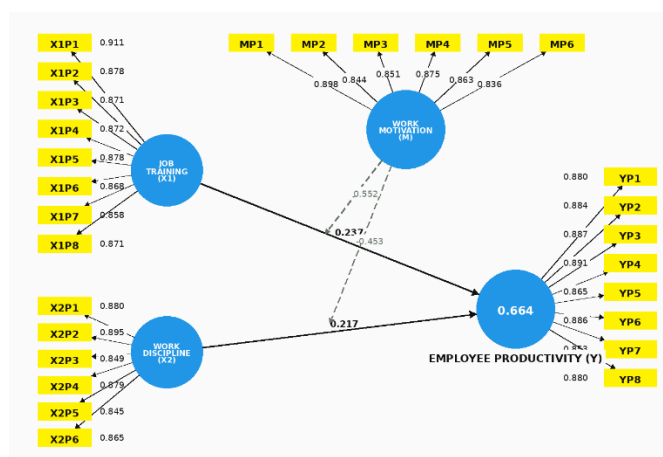 X1P1 0.911
X1P2 0.878
X1P3 0.871
X1P4 0.872
X1P5 0.878
X1P6 0.868
X1P7 0.858
X1P8 0.871
JOB
TRAINING
(X1)
MP1 MP2 MP3 MP4 MP5 MP6
0.898 0.844 0.851 0.875 0.863 0.836
WORK
MOTIVATION
(M)
0.552
0.237
-0.453
0.217
X2P1 0.880
X2P2 0.895
X2P3 0.849
X2P4 0.879
X2P5 0.845
X2P6 0.865
WORK
DISCIPLINE
(X2)
0.880 YP1
0.884 YP2
0.887 YP3
0.891 YP4
0.865 YP5
0.886 YP6
YP7
0.880 YP8
0.664
EMPLOYEE PRODUCTIVITY (Y)